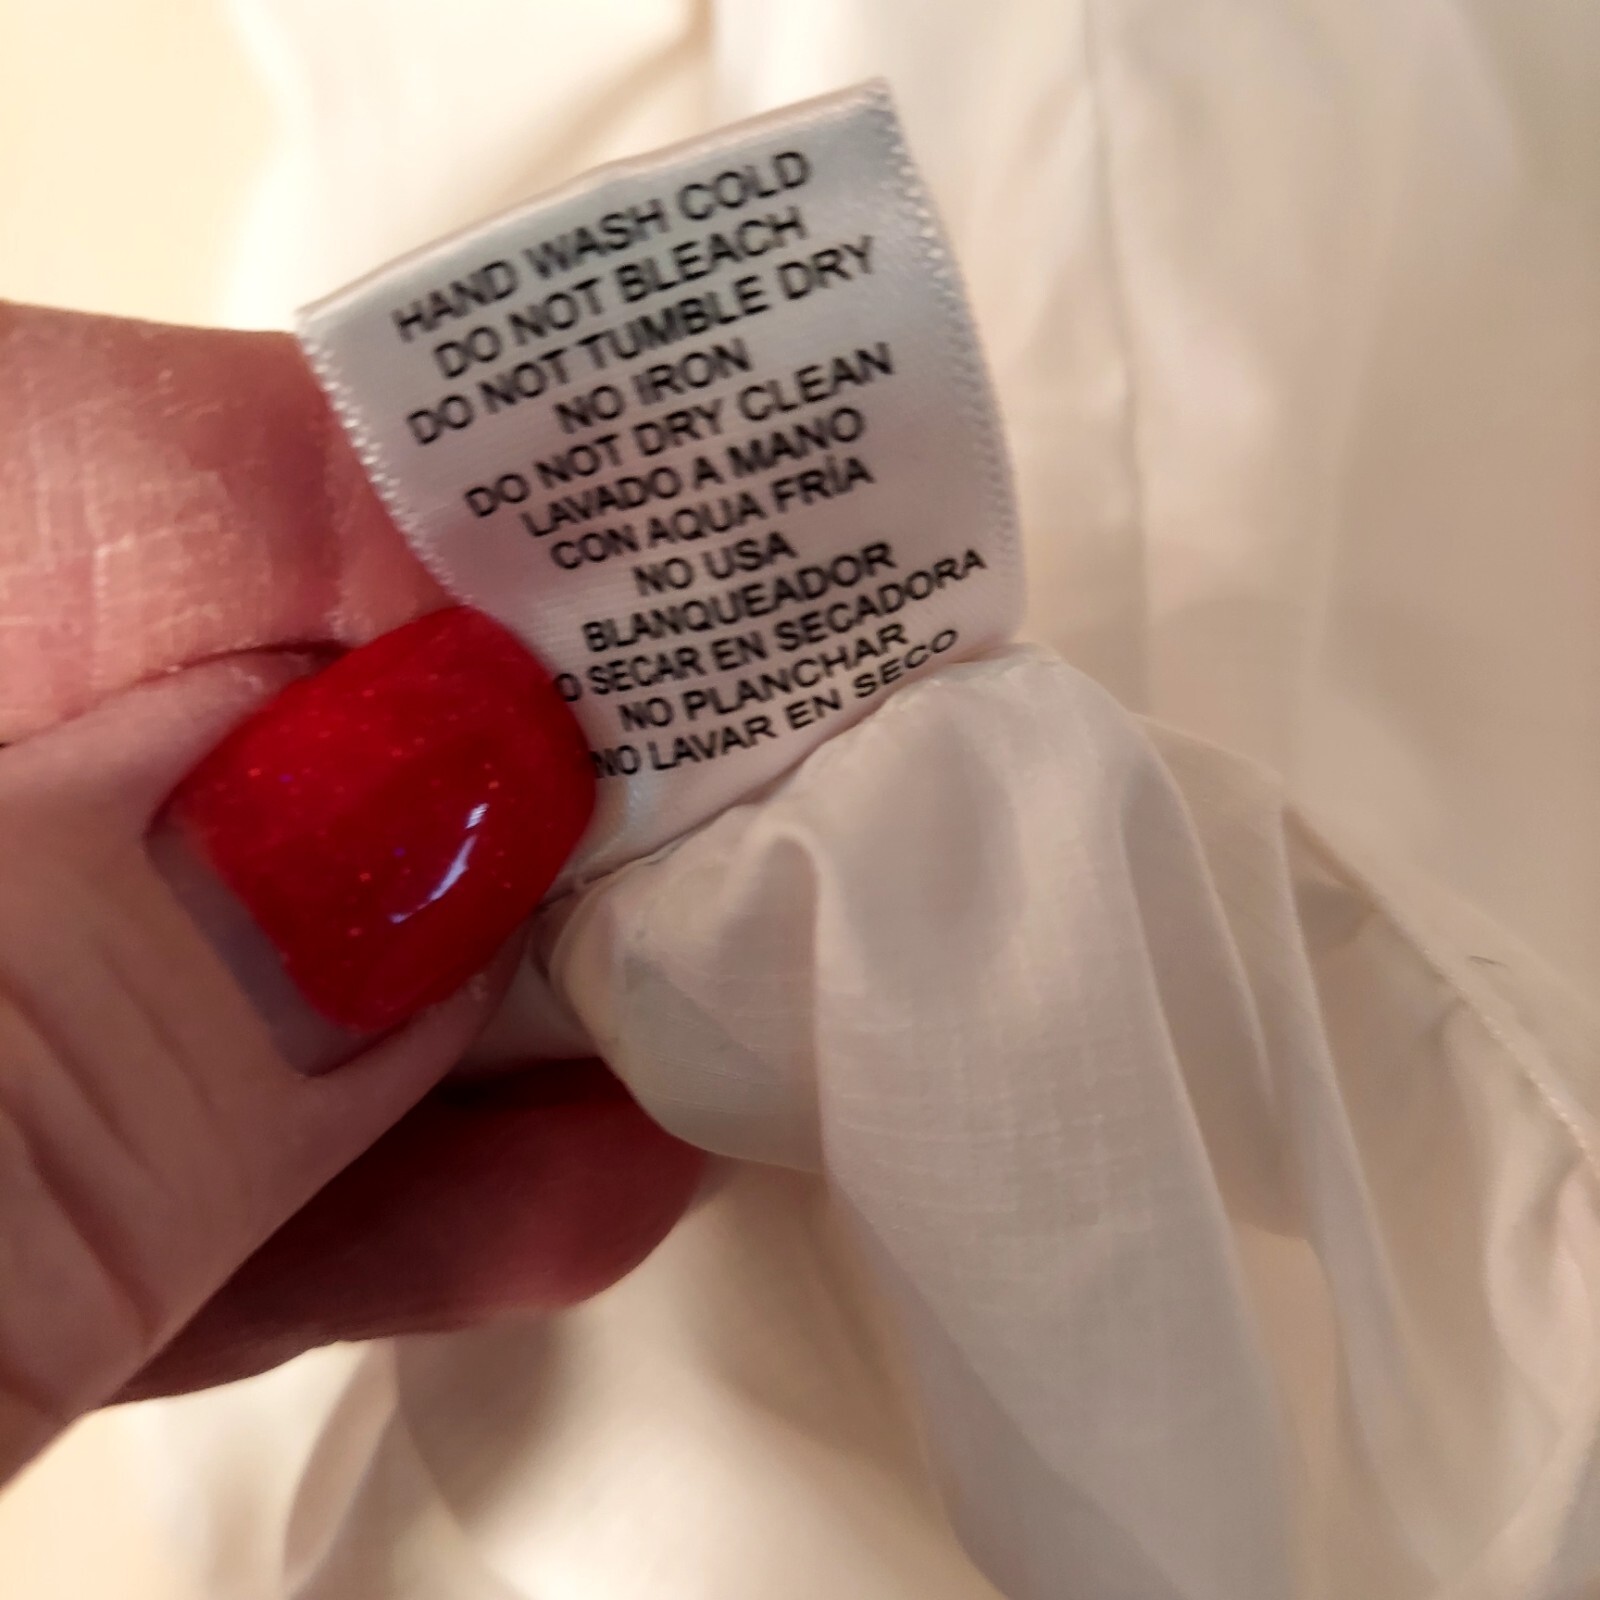 HAND WASH COLD
DO NOT BLEACH
DO NOT TUMBLE DRY
NO IRON
DO NOT DRY CLEAN
LAVADO A MANO
CON AQUA FRÍA
NO USA
BLANQUEADOR
O SECAR EN SECADORA
NO PLANCHAR
NO LAVAR EN SECO